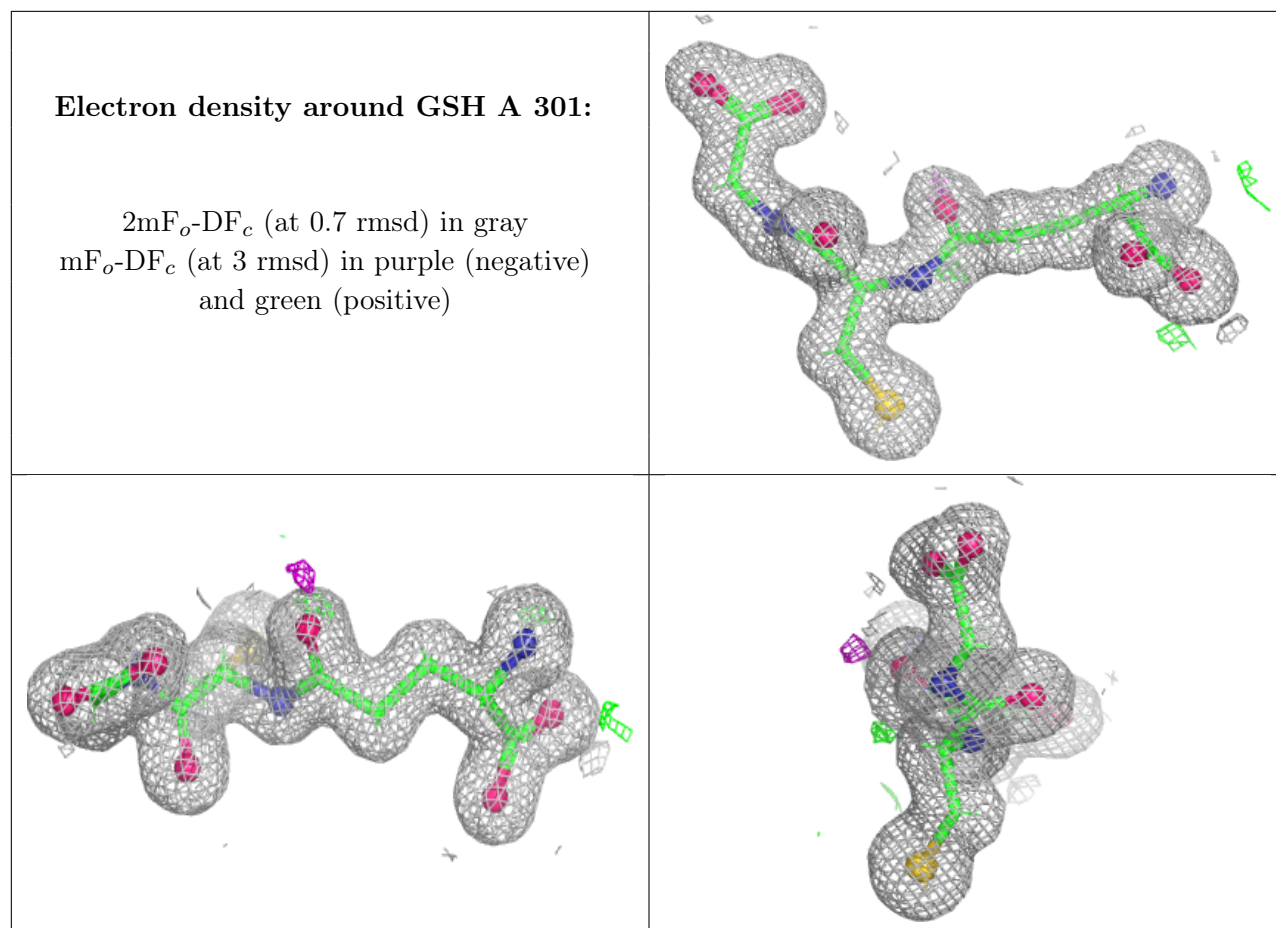 Electron density around GSH A 301:
2mFo-DFc (at 0.7 rmsd) in gray
mFo-DFc (at 3 rmsd) in purple (negative)
and green (positive)